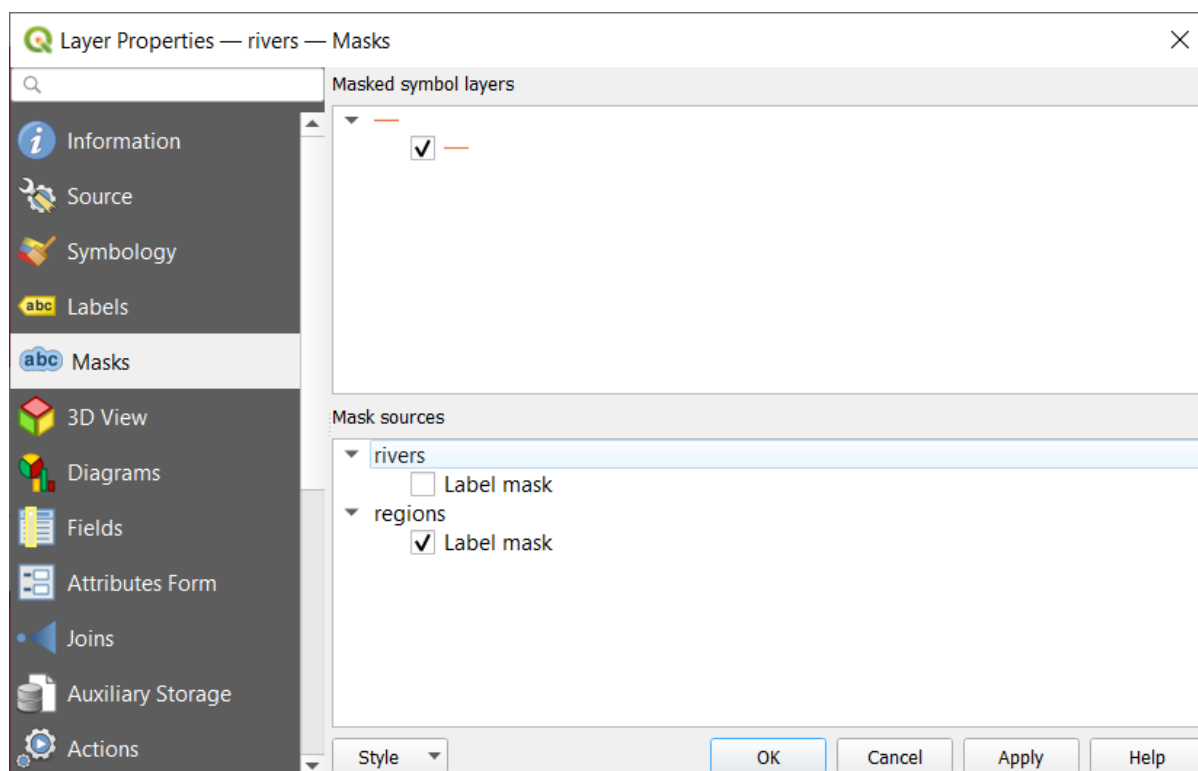 Layer Properties — rivers — Masks
Masked symbol layers
Information
Source
Symbology
abc Labels
abc Masks
3D View
Diagrams
Fields
Attributes Form
Joins
Auxiliary Storage
Actions
Mask sources
rivers
Label mask
regions
Label mask
Style
OK
Cancel
Apply
Help